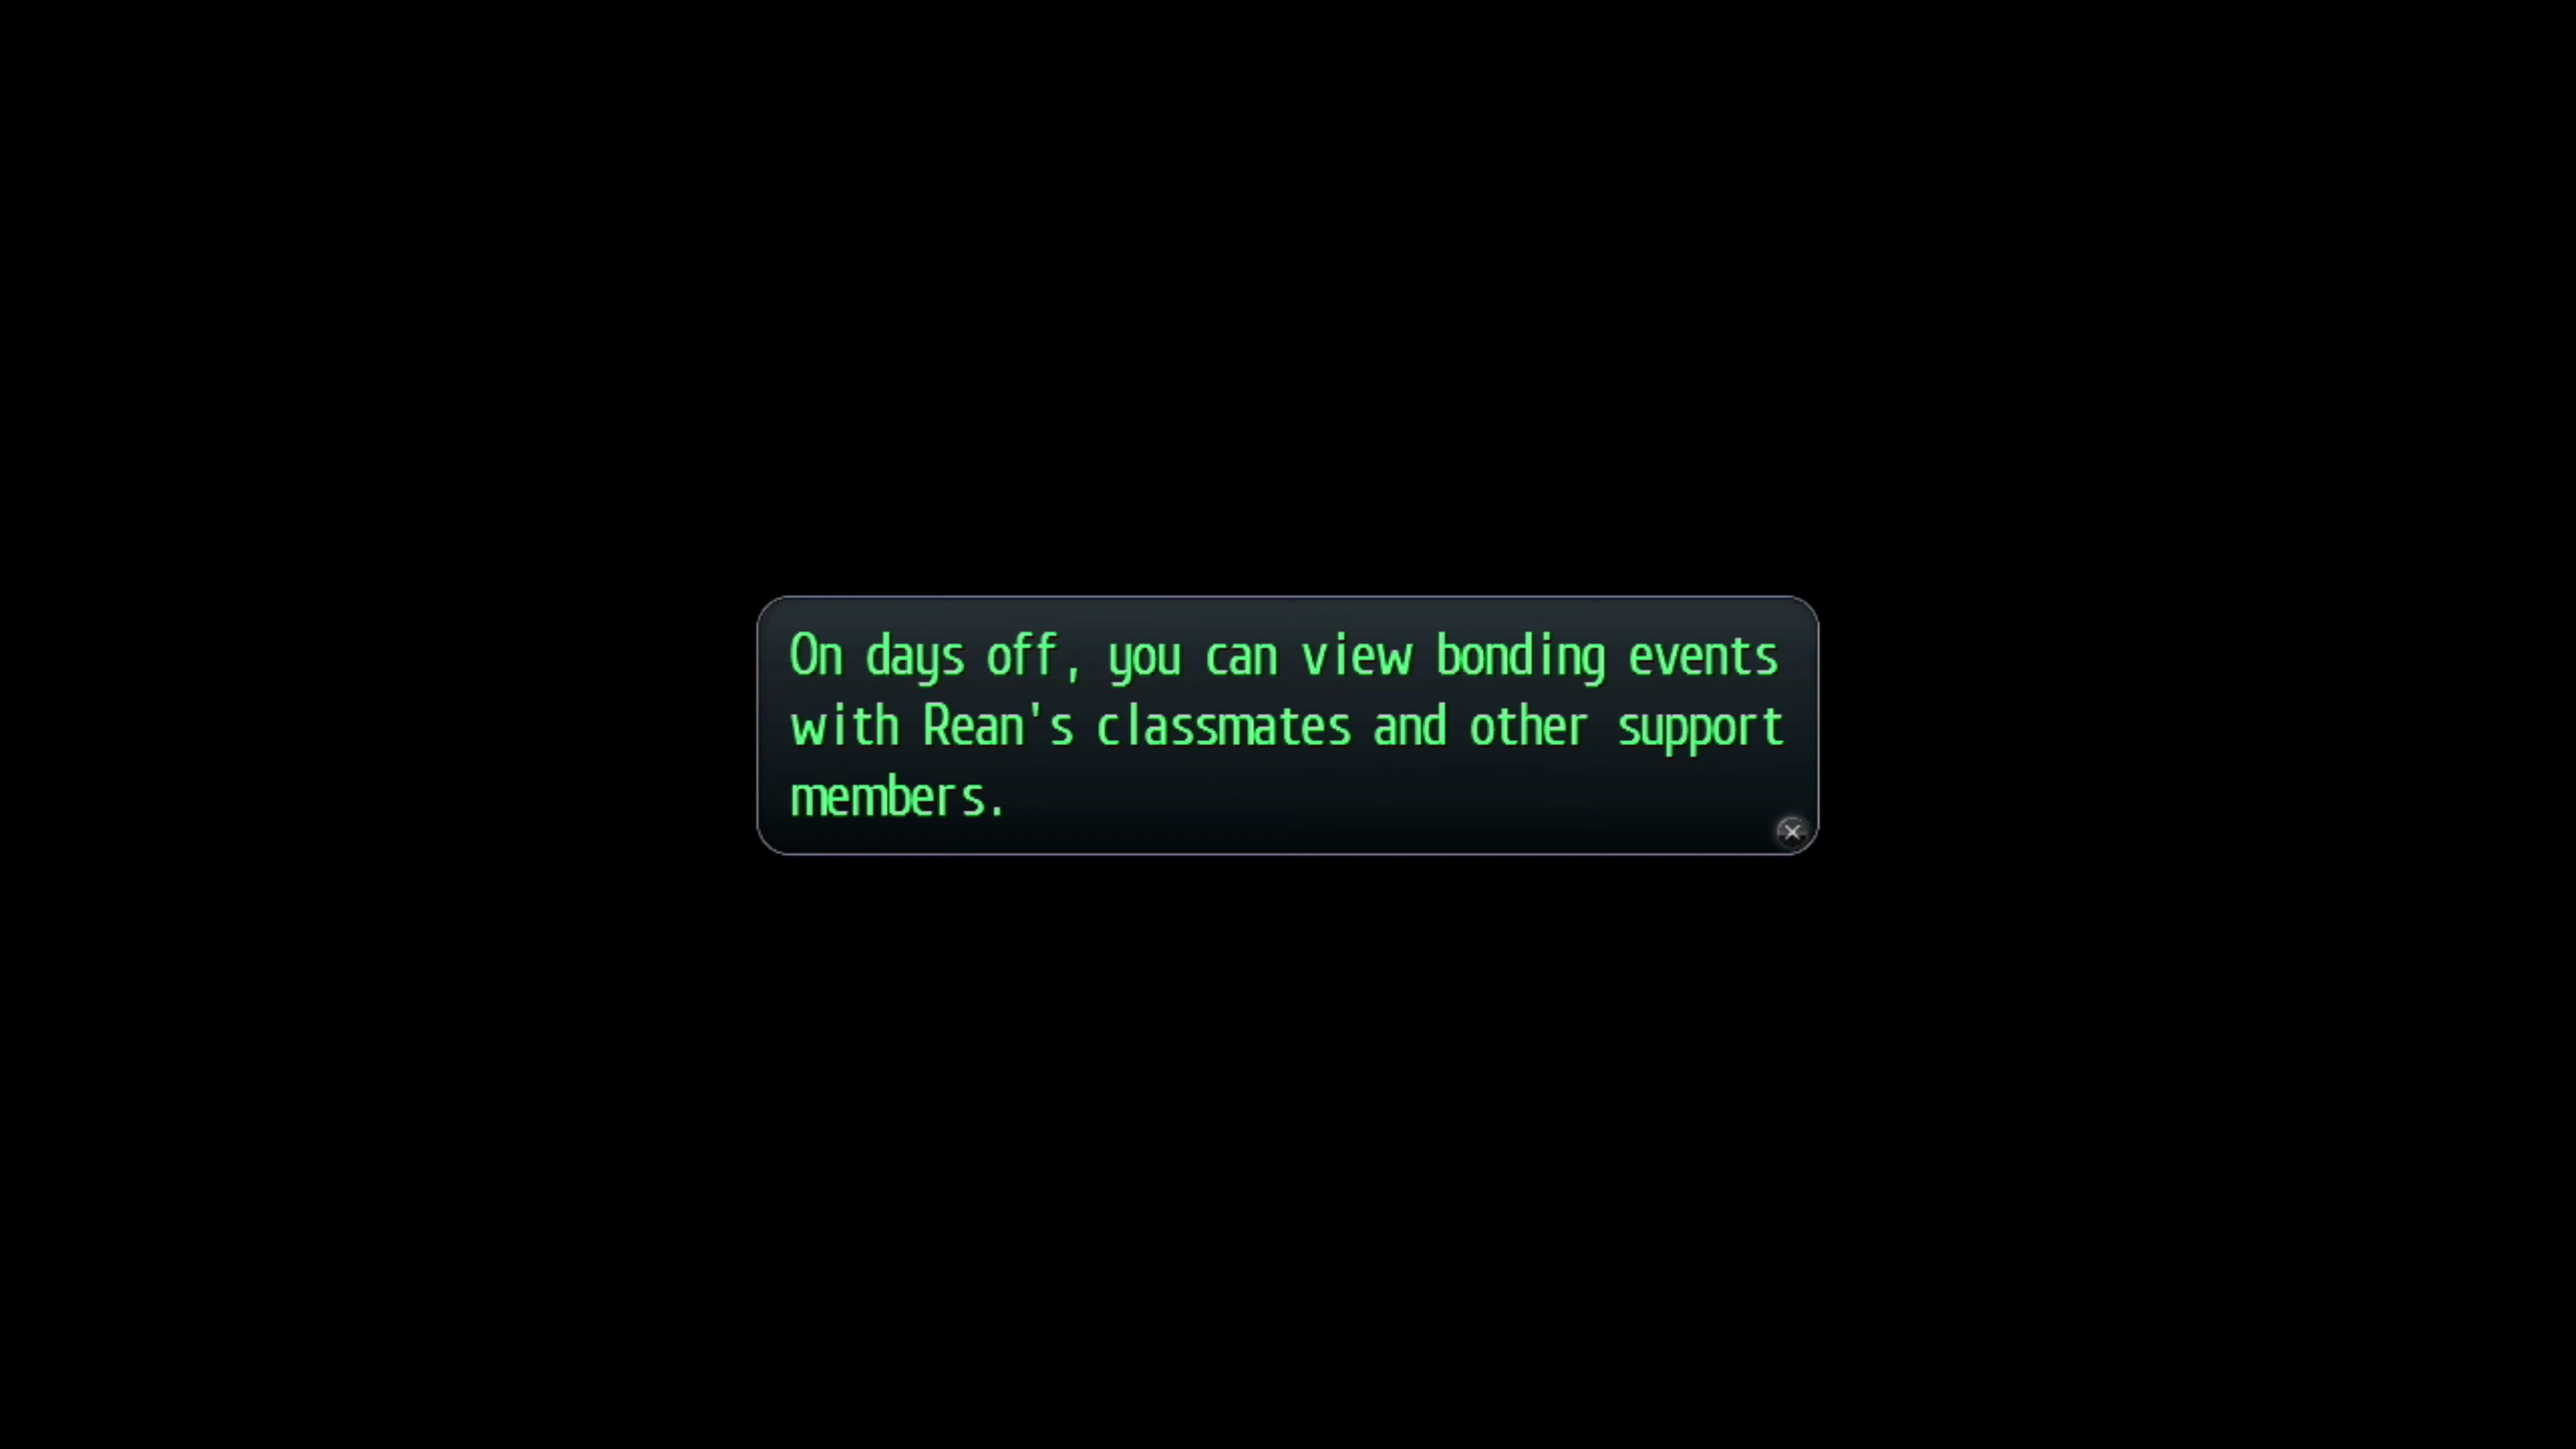 On days off, you can view bonding events
with Rean's classmates and other support
members.